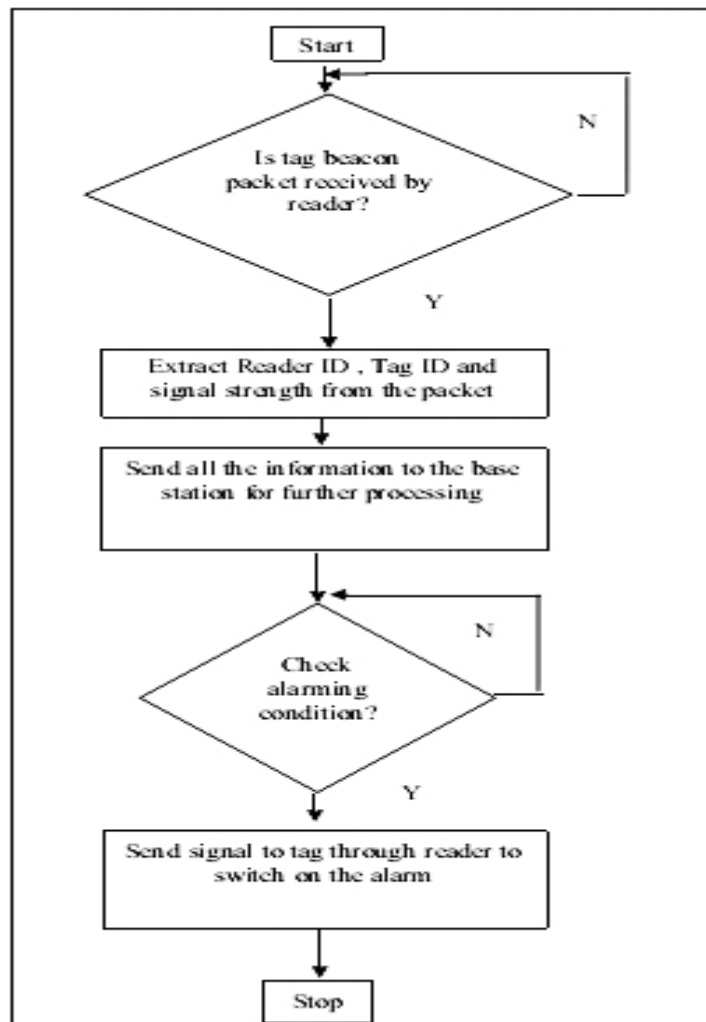 Start
N
Is tag beacon
packet received by
reader?
Y
Extract Reader ID , Tag ID and
signal strength from the packet
Send all the information to the base
station for further processing
N
Check
alarming
condition?
Y
Send signal to tag through reader to
switch on the alarm
Stop